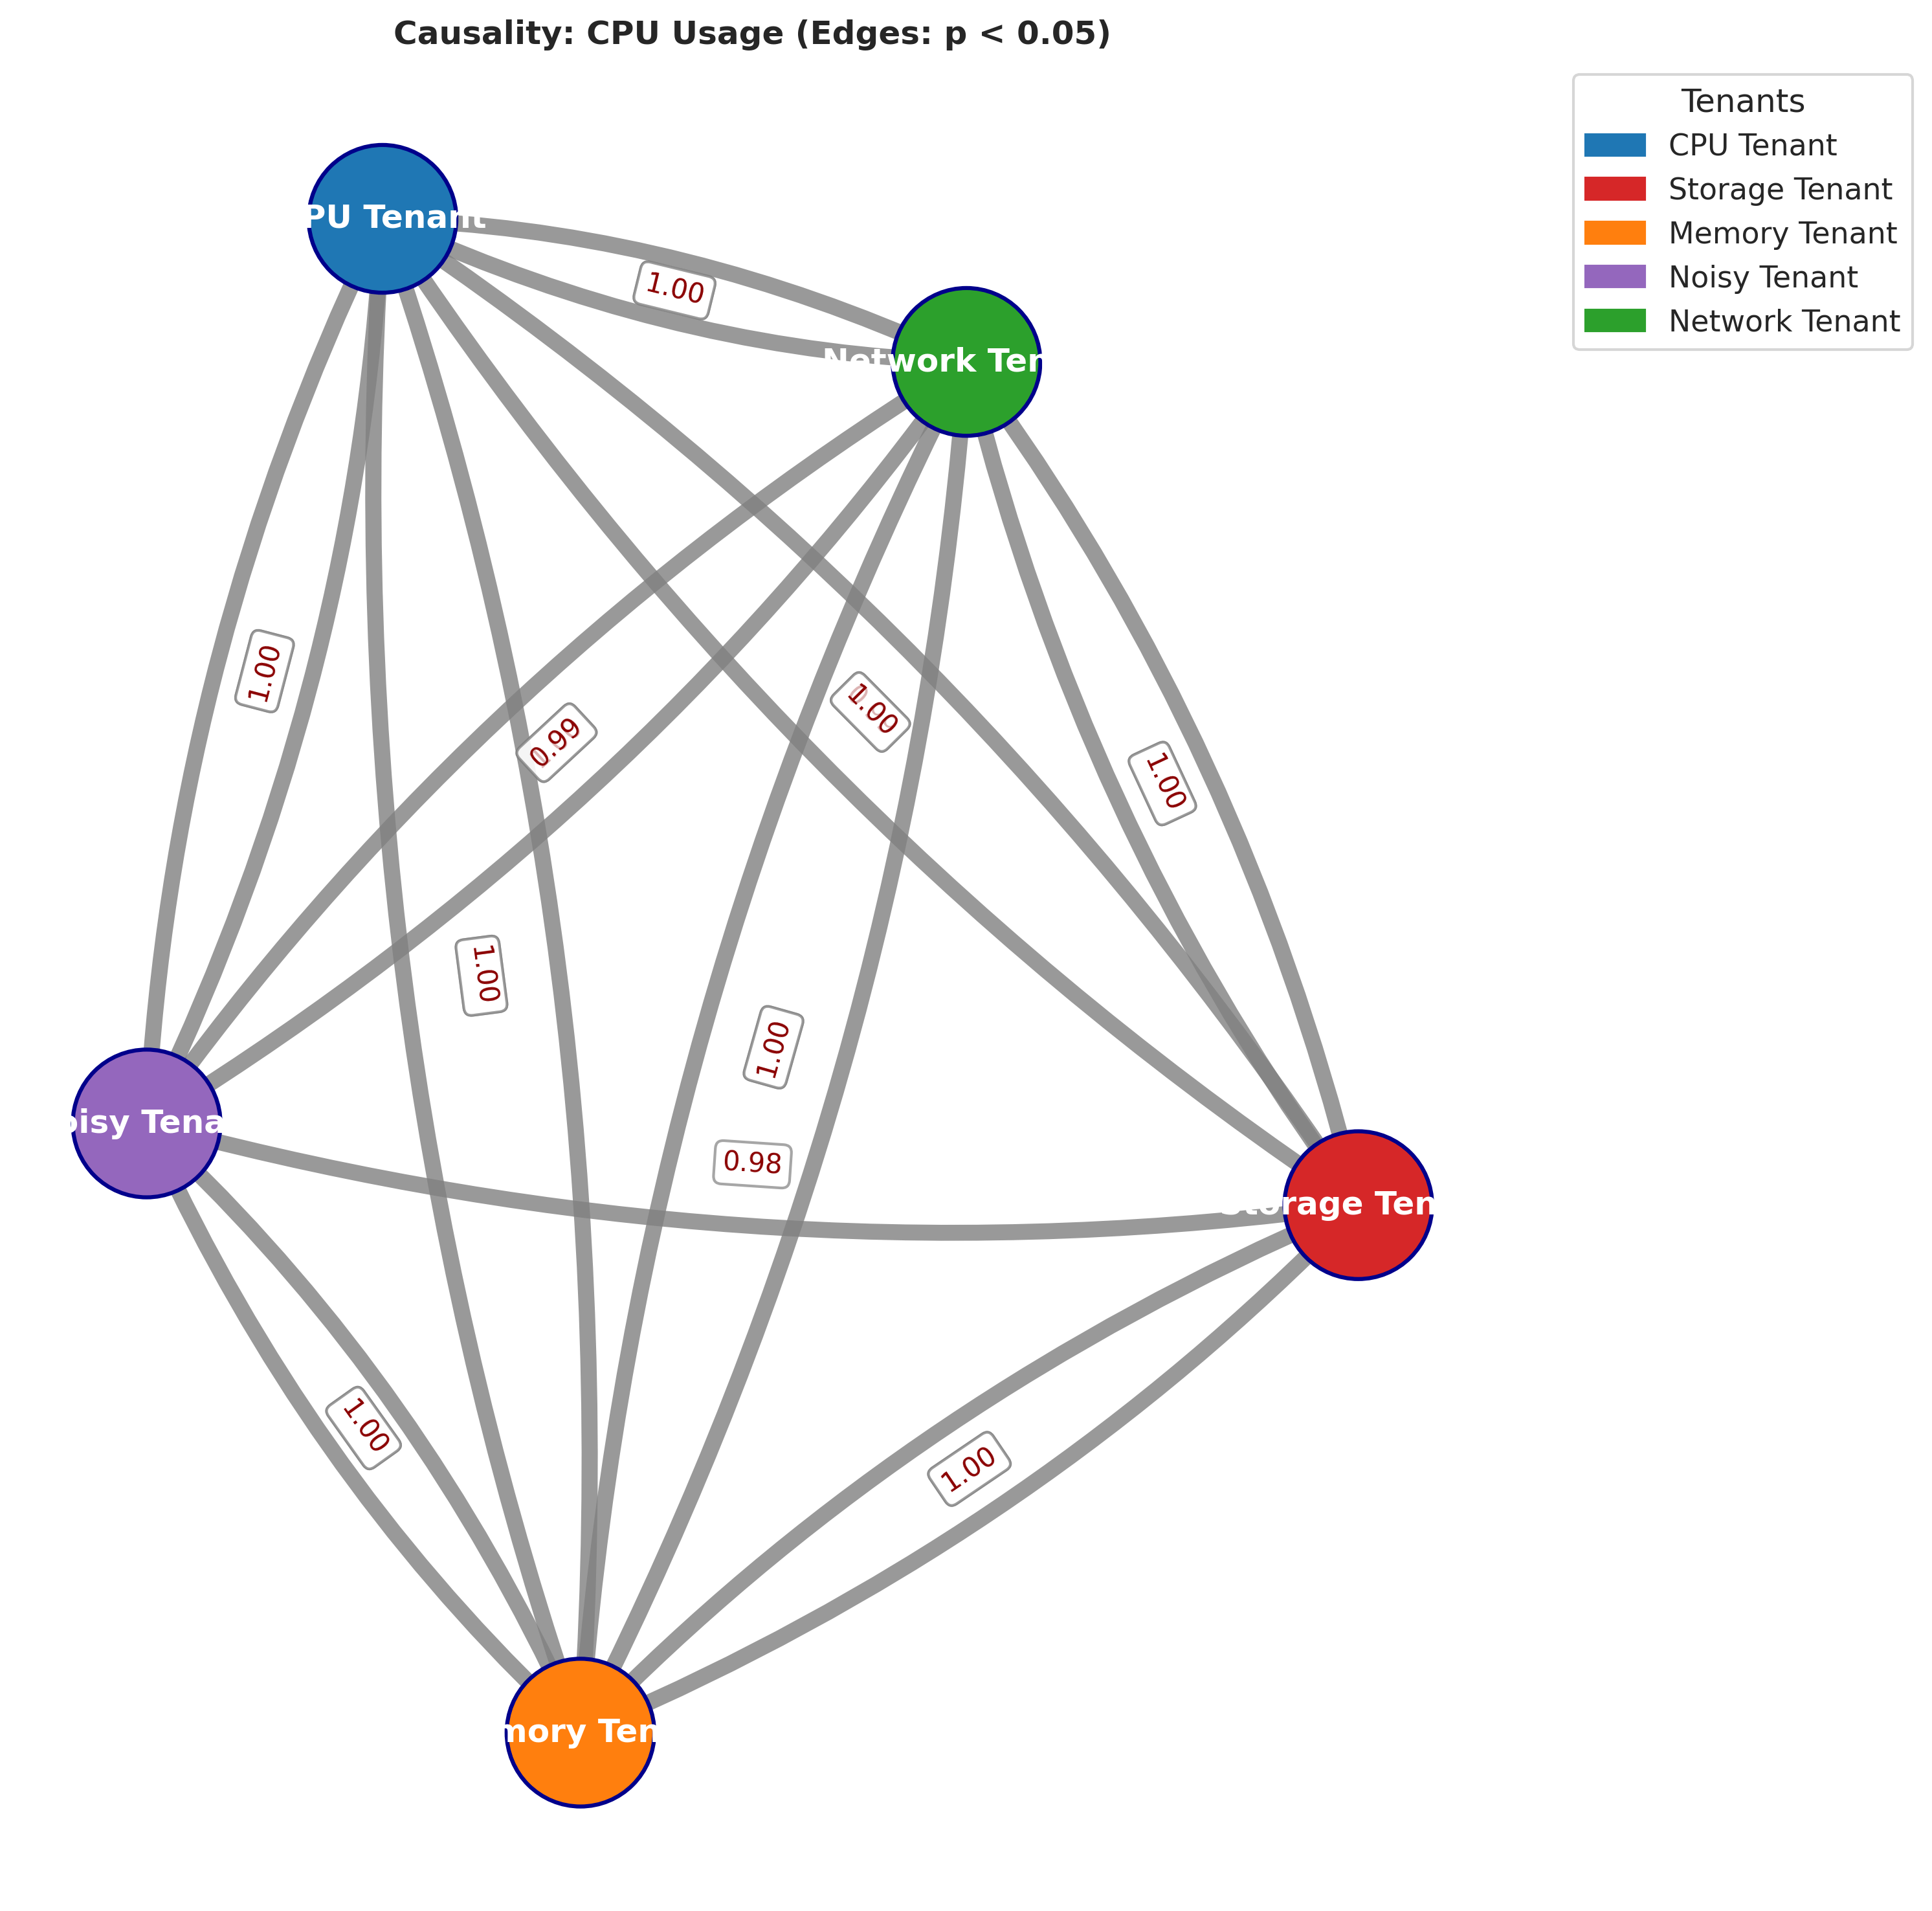 Causality: CPU Usage (Edges: p < 0.05)
Tenants
CPU Tenant
Storage Tenant
Memory Tenant
Noisy Tenant
Network Tenant
PU Tenant
1.00
Network Ten
1.00
0.99
1.00
1.00
1.00
1.00
0.98
oisy Tena
orage Ten
1.00
1.00
mory Ten